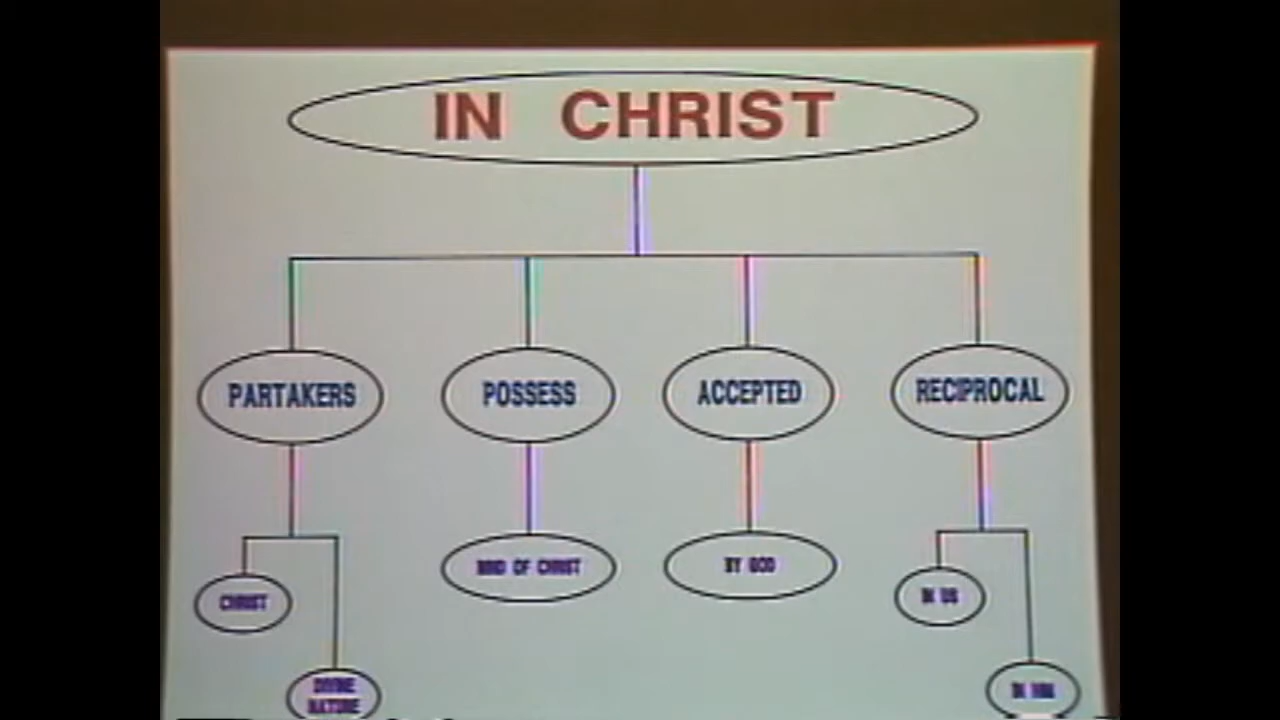 IN CHRIST
PARTAKERS
POSSESS
ACCEPTED
RECIPROCAL
MIND OF CHRIST
BY GOD
CHRIST
IN US
DIVINE
NATURE
IN HIM